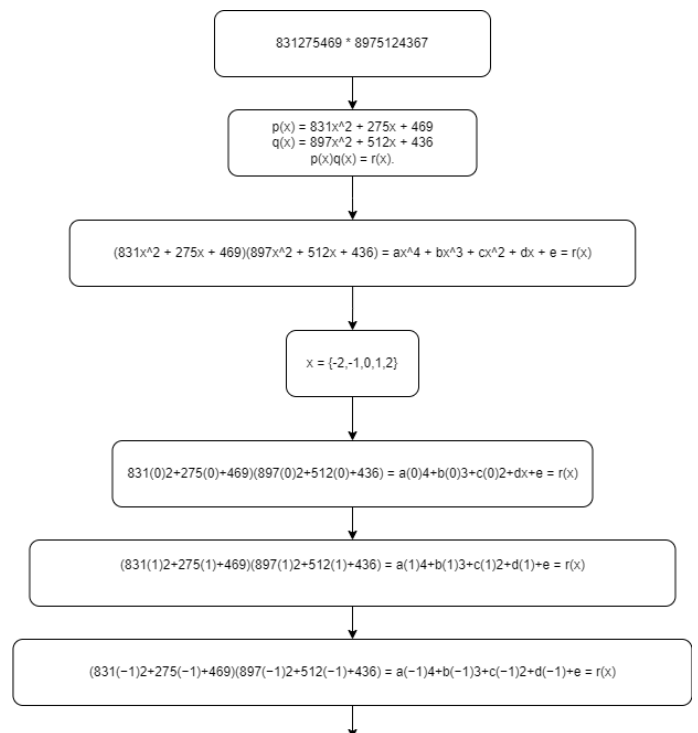 831275469 * 8975124367
p(x) = 831x^2 + 275x + 469
q(x) = 897x^2 + 512x + 436
p(x)q(x) = r(x).
(831x^2 + 275x + 469)(897x^2 + 512x + 436) = ax^4 + bx^3 + cx^2 + dx + e = r(x)
x = {-2,-1,0,1,2}
831(0)2+275(0)+469)(897(0)2+512(0)+436) = a(0)4+b(0)3+c(0)2+dx+e = r(x)
(831(1)2+275(1)+469)(897(1)2+512(1)+436) = a(1)4+b(1)3+c(1)2+d(1)+e = r(x)
(831(−1)2+275(−1)+469)(897(−1)2+512(−1)+436) = a(−1)4+b(−1)3+c(−1)2+d(−1)+e = r(x)